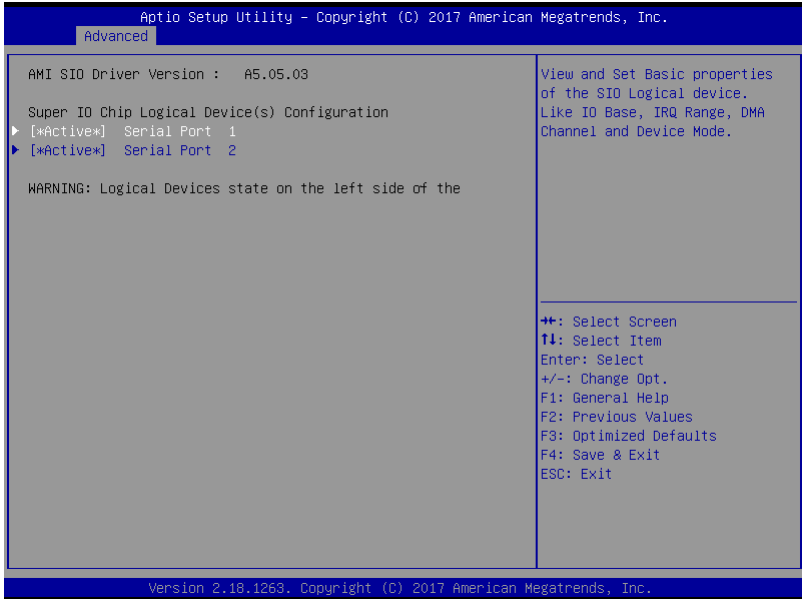 Aptio Setup Utility – Copyright (C) 2017 American Megatrends, Inc.
Advanced
AMI SIO Driver Version : A5.05.03
Super IO Chip Logical Device(s) Configuration
[*Active*] Serial Port 1
[*Active*] Serial Port 2
WARNING: Logical Devices state on the left side of the
View and Set Basic properties
of the SIO Logical device.
Like IO Base, IRQ Range, DMA
Channel and Device Mode.
→←: Select Screen
↑↓: Select Item
Enter: Select
+/-: Change Opt.
F1: General Help
F2: Previous Values
F3: Optimized Defaults
F4: Save & Exit
ESC: Exit
Version 2.18.1263. Copyright (C) 2017 American Megatrends, Inc.